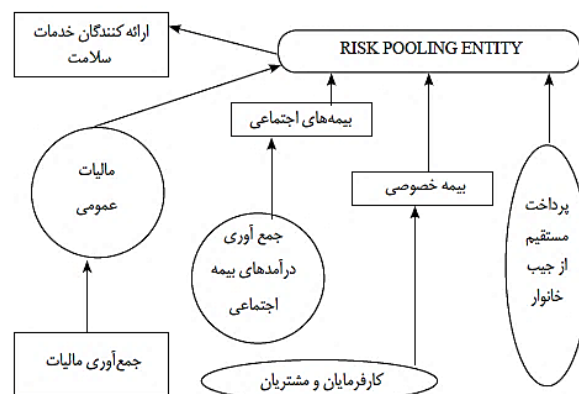 ارائه کنندگان خدمات
سلامت
RISK POOLING ENTITY
بیمه‌های اجتماعی
مالیات
عمومی
بیمه خصوصی
پرداخت
مستقیم
از جیب
خانوار
جمع آوری
درآمدهای بیمه
اجتماعی
جمع‌آوری مالیات
کارفرمایان و مشتریان